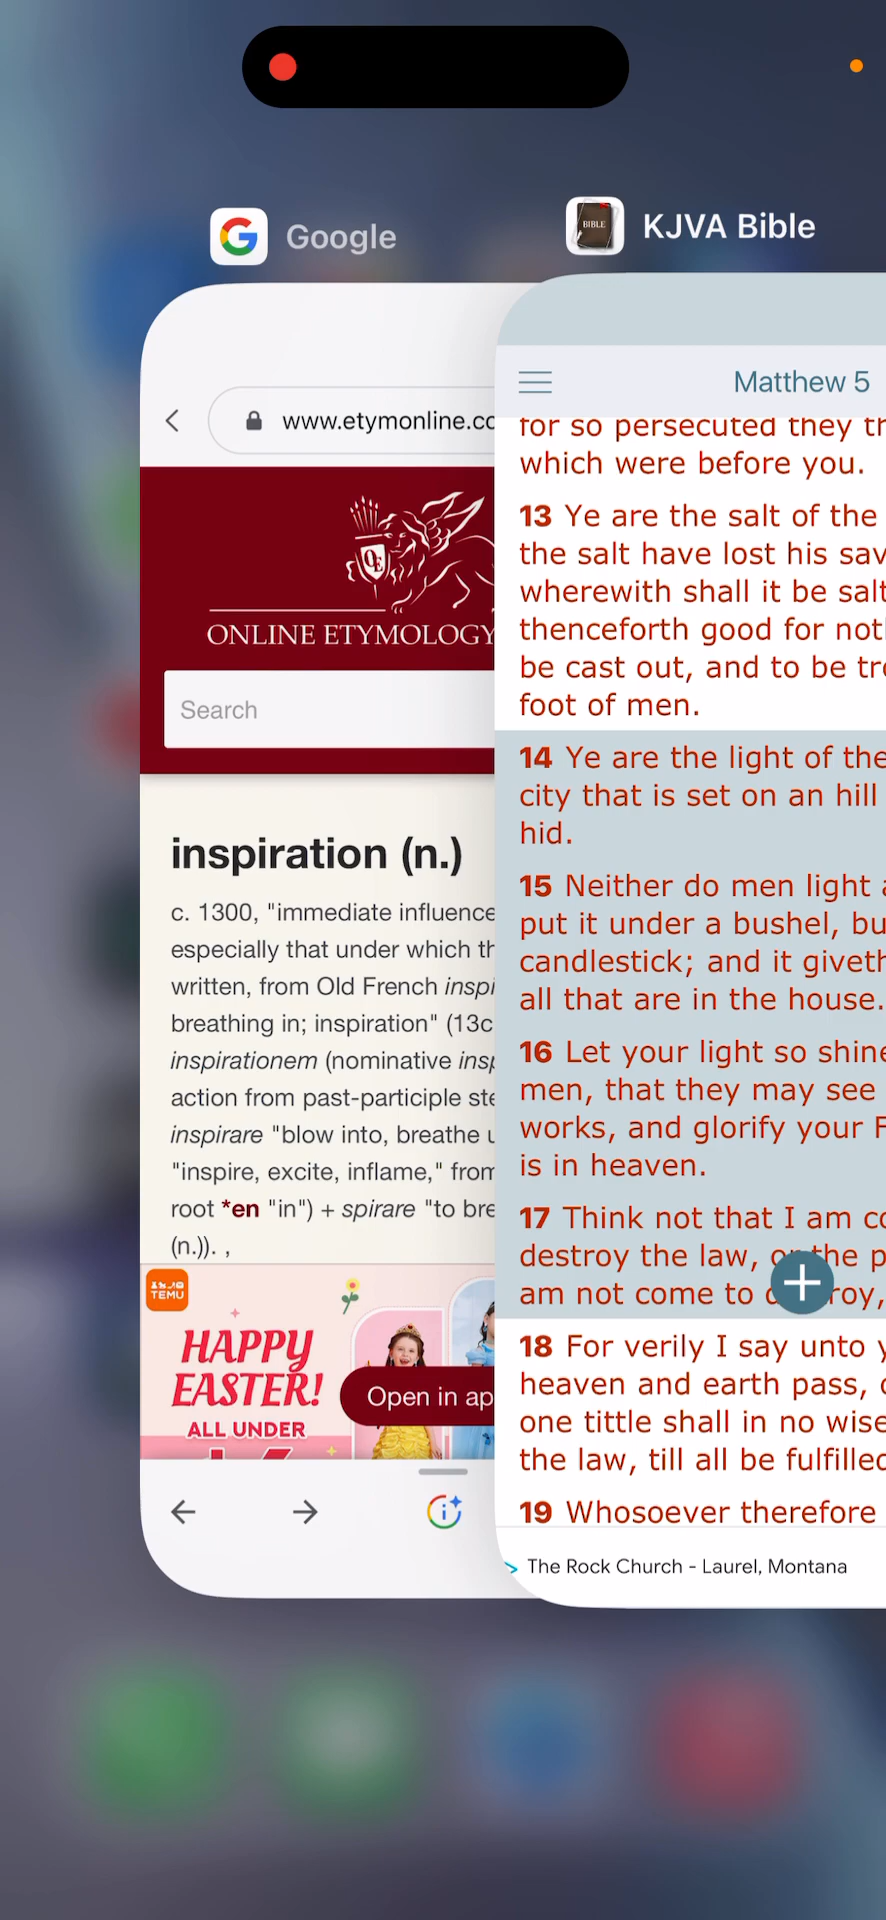 Google
KJVA Bible
BIBLE
www.etymonline.co
ONLINE ETYMOLOGY
Search
inspiration (n.)
c. 1300, "immediate influence
especially that under which th
written, from Old French inspi
breathing in; inspiration" (13c
inspirationem (nominative insp
action from past-participle ste
inspirare "blow into, breathe u
"inspire, excite, inflame," from
root *en "in") + spirare "to bre
(n.)). ,
TEMU
HAPPY
EASTER!
ALL UNDER
Open in ap
Matthew 5
for so persecuted they th
which were before you.
13 Ye are the salt of the
the salt have lost his sav
wherewith shall it be salt
thenceforth good for noth
be cast out, and to be tro
foot of men.
14 Ye are the light of the
city that is set on an hill
hid.
15 Neither do men light a
put it under a bushel, bu
candlestick; and it giveth
all that are in the house.
16 Let your light so shine
men, that they may see
works, and glorify your F
is in heaven.
17 Think not that I am co
destroy the law, or the p
am not come to d roy,
18 For verily I say unto y
heaven and earth pass, o
one tittle shall in no wise
the law, till all be fulfilled
19 Whosoever therefore
The Rock Church - Laurel, Montana